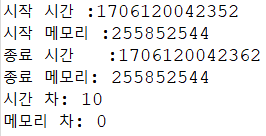 시작 시간 :1706120042352
시작 메모리 :255852544
종료 시간   :1706120042362
종료 메모리: 255852544
시간 차: 10
메모리 차: 0